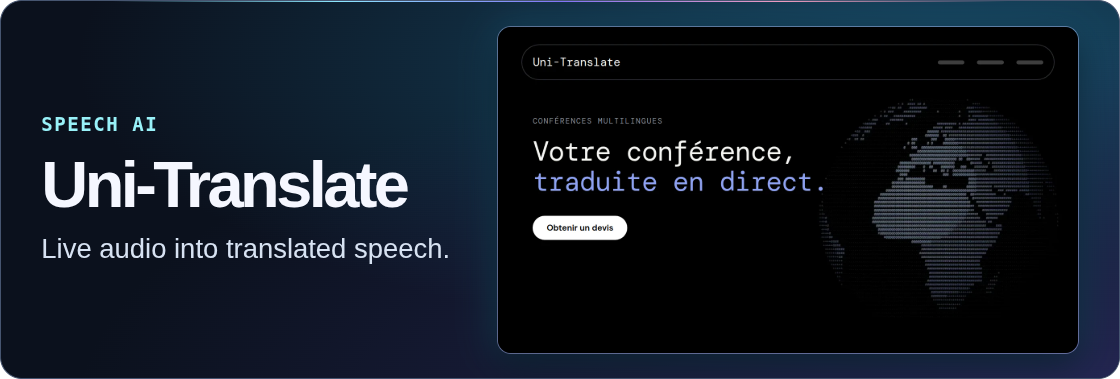 SPEECH AI
Uni-Translate
Live audio into translated speech.
Uni-Translate
CONFÉRENCES MULTILINGUES
Votre conférence,
traduite en direct.
Obtenir un devis